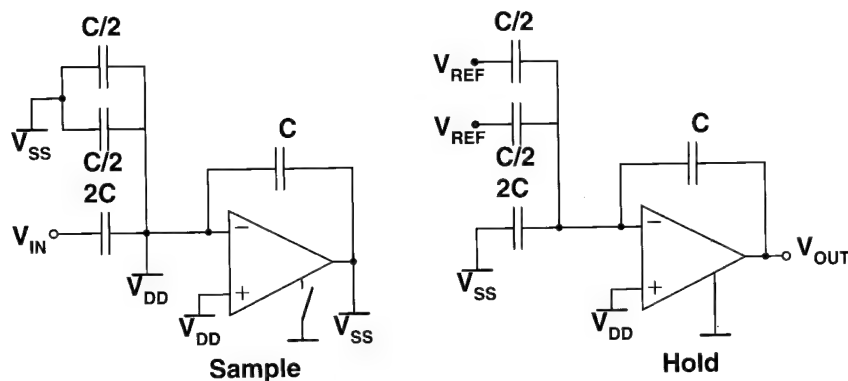 C/2
V_SS
C/2
2C
C
V_IN
−
V_DD
+
V_DD
V_SS
Sample
C/2
V_REF
V_REF
C/2
C
2C
−
V_SS
V_OUT
+
V_DD
Hold